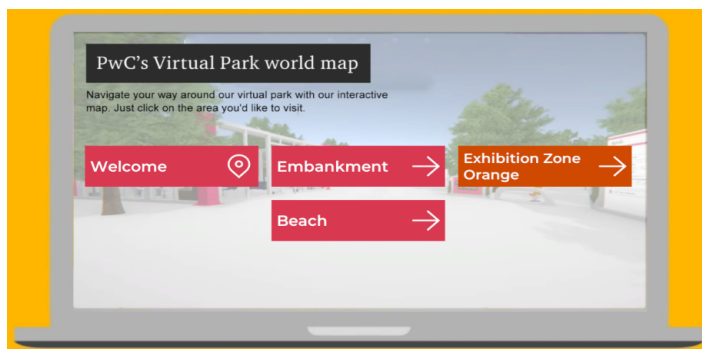 PwC's Virtual Park world map
Navigate your way around our virtual park with our interactive
map. Just click on the area you'd like to visit.
Welcome
Embankment
Exhibition Zone
Orange
Beach